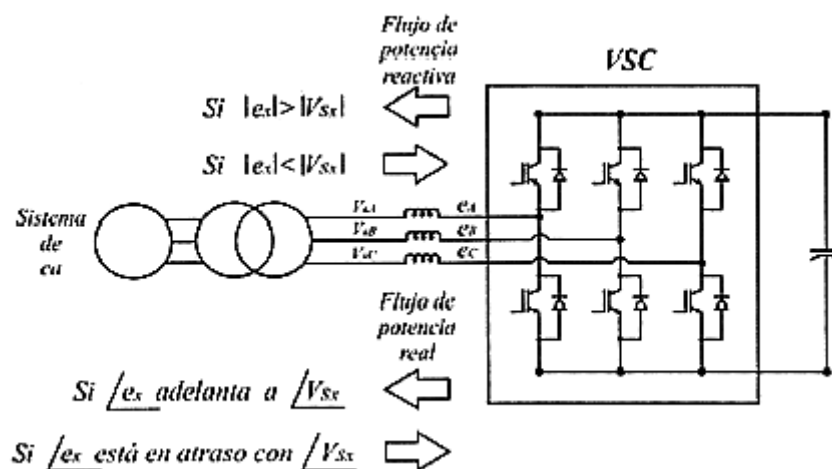 Flujo de
potencia
reactiva
VSC
Si |ex|>|VSx|
Si |ex|<|VSx|
Sistema
de
ca
VsA
eA
VsB
eB
VsC
eC
Flujo de
potencia
real
Si /ex adelanta a /VSx
Si /ex está en atraso con /VSx